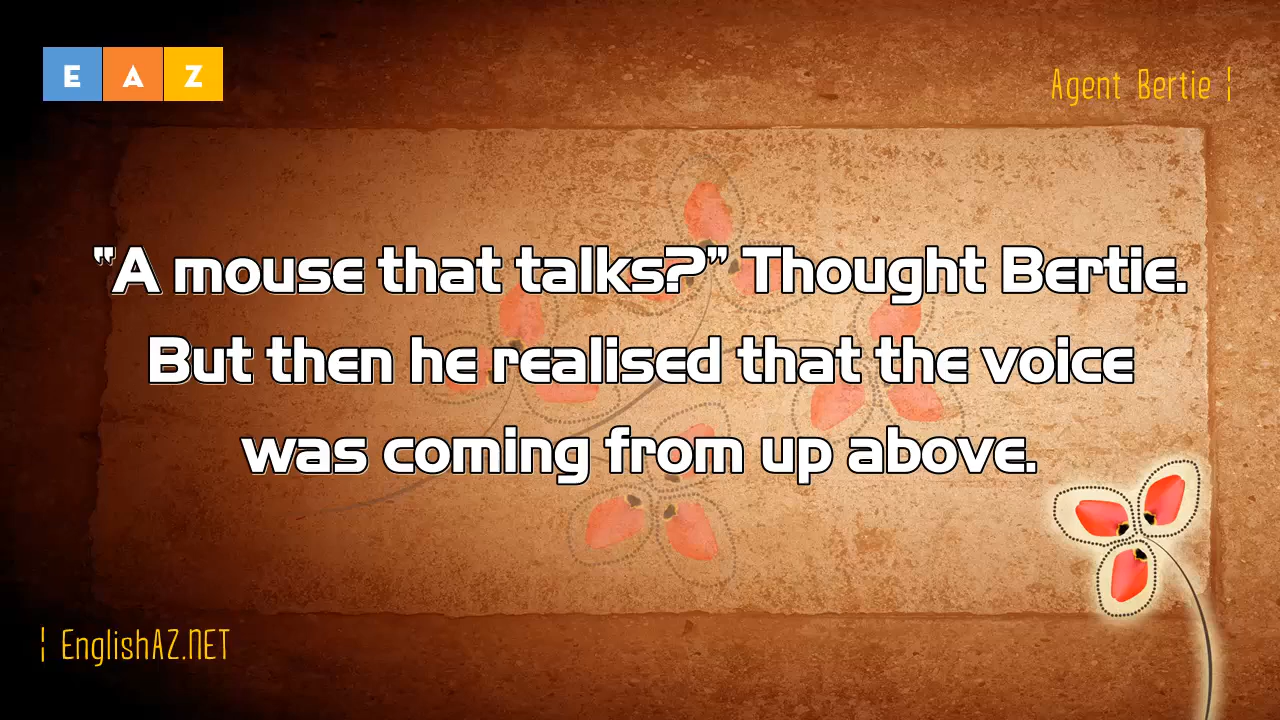 E A Z
Agent Bertie ¦
"A mouse that talks?" Thought Bertie.
But then he realised that the voice
was coming from up above.
¦ EnglishAZ.NET